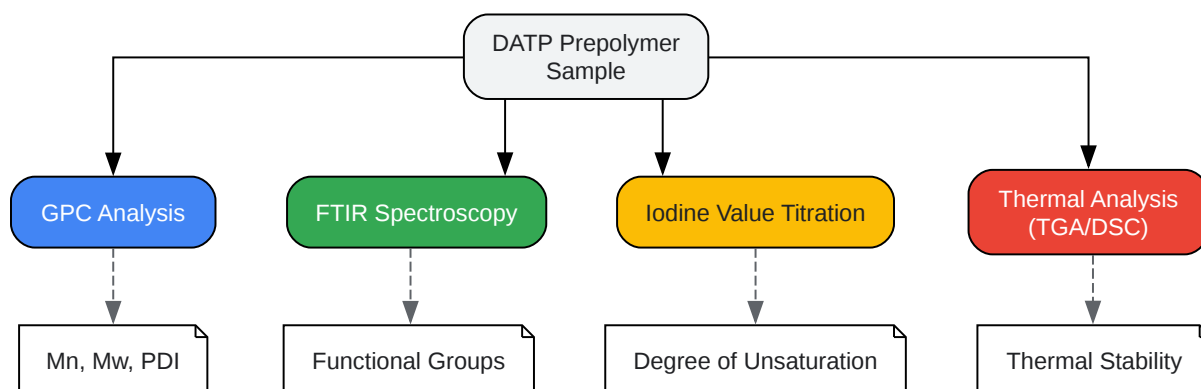 DATP Prepolymer
Sample
GPC Analysis
FTIR Spectroscopy
Iodine Value Titration
Thermal Analysis
(TGA/DSC)
Mn, Mw, PDI
Functional Groups
Degree of Unsaturation
Thermal Stability